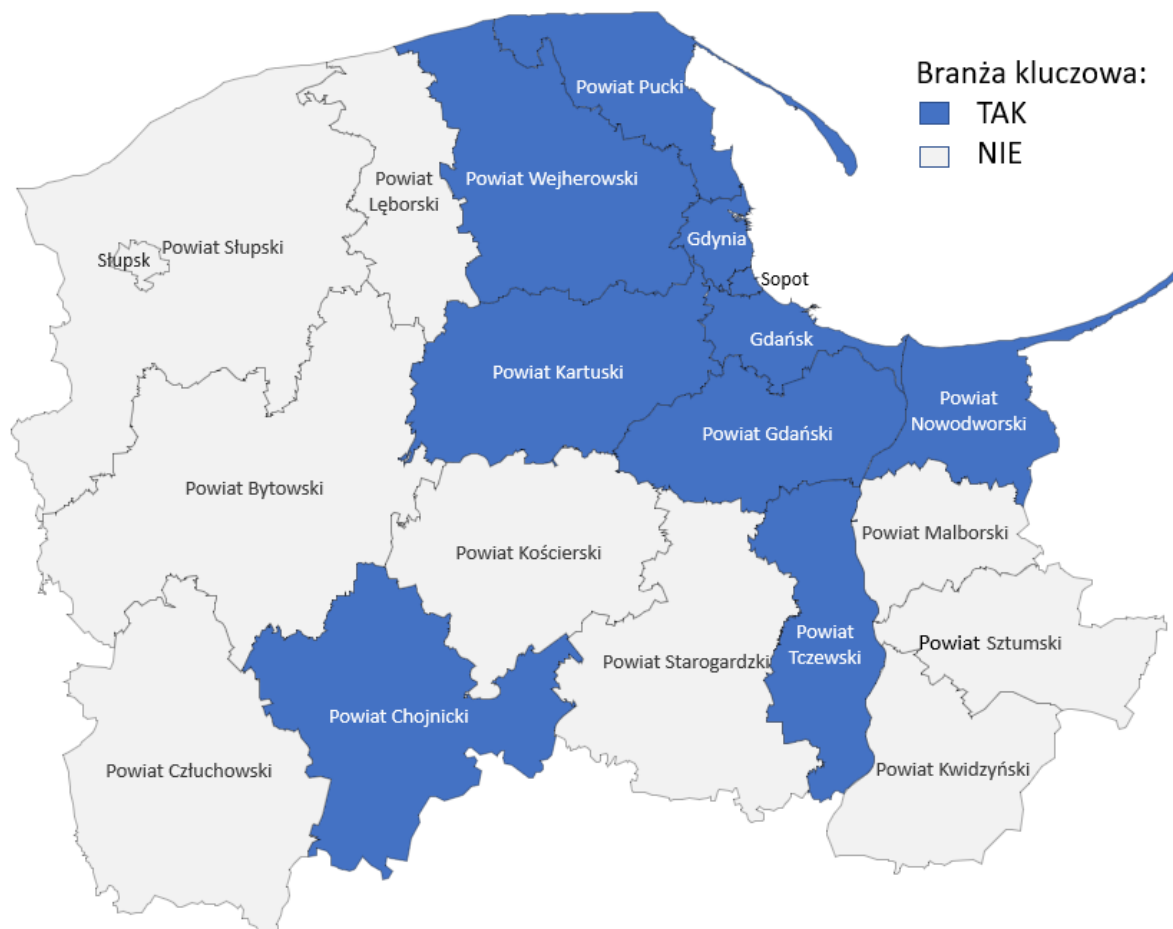 Branża kluczowa:
TAK
NIE
Powiat Pucki
Powiat Wejherowski
Powiat
Lęborski
Gdynia
Powiat Słupski
Słupsk
Sopot
Gdańsk
Powiat Kartuski
Powiat
Nowodworski
Powiat Gdański
Powiat Bytowski
Powiat Malborski
Powiat Kościerski
Powiat
Tczewski
Powiat Sztumski
Powiat Starogardzki
Powiat Chojnicki
Powiat Człuchowski
Powiat Kwidzyński